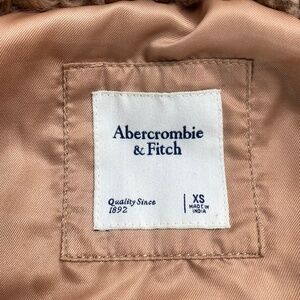 Abercrombie
& Fitch
Quality Since
1892
XS
MADE IN
INDIA